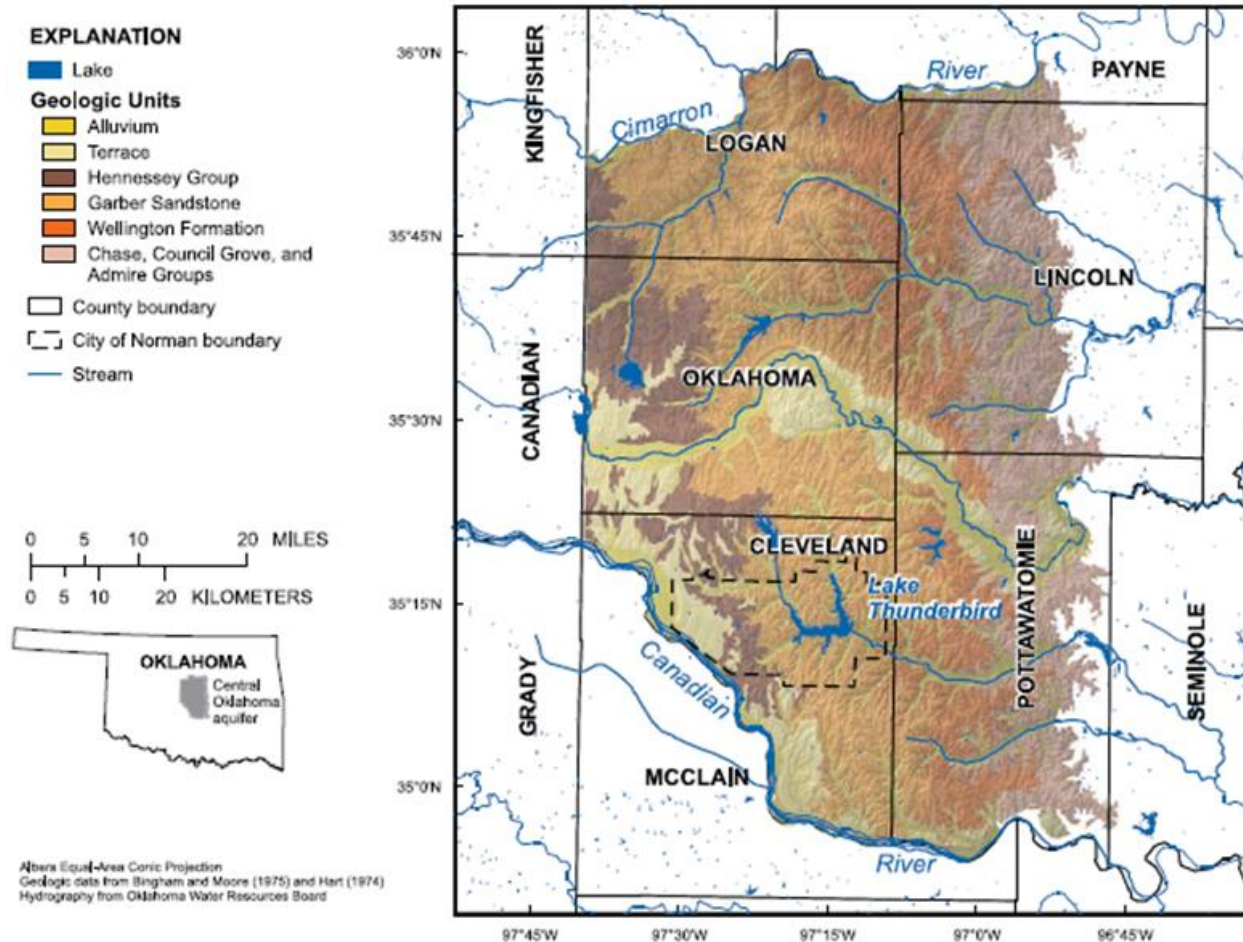 EXPLANATION
Lake
Geologic Units
Alluvium
Terrace
Hennessey Group
Garber Sandstone
Wellington Formation
Chase, Council Grove, and
Admire Groups
County boundary
City of Norman boundary
Stream
0 5 10 20 MILES
0 5 10 20 KILOMETERS
OKLAHOMA
Central
Oklahoma
aquifer
Albers Equal-Area Conic Projection
Geologic data from Bingham and Moore (1975) and Hart (1974)
Hydrography from Oklahoma Water Resources Board
36°0'N
35°45'N
35°30'N
35°15'N
35°0'N
KINGFISHER
River
PAYNE
Cimarron
LOGAN
LINCOLN
CANADIAN
OKLAHOMA
CLEVELAND
Lake
Thunderbird
POTTAWATOMIE
SEMINOLE
GRADY
Canadian
MCCLAIN
River
97°45'W
97°30'W
97°15'W
97°0'W
96°45'W